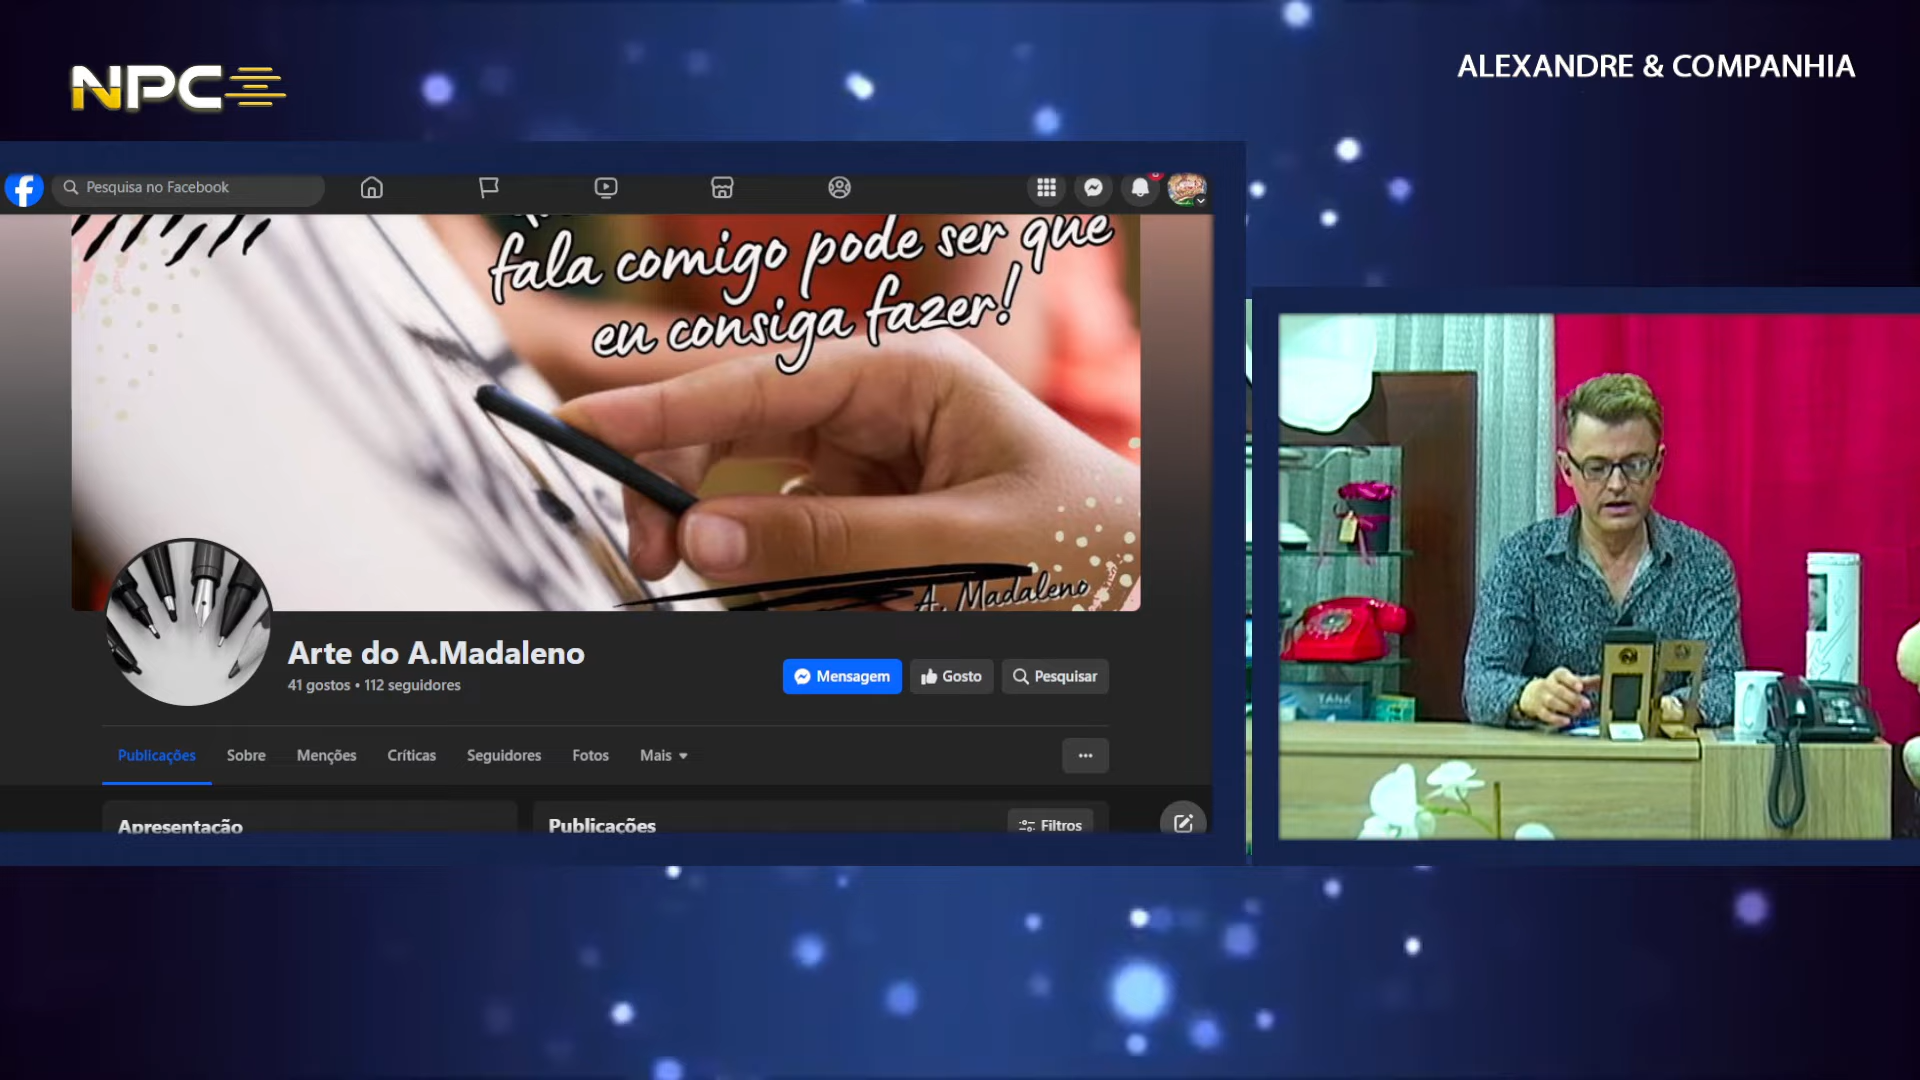 NPC
ALEXANDRE & COMPANHIA
Pesquisa no Facebook
fala comigo pode ser que
eu consiga fazer!
A. Madaleno
Arte do A.Madaleno
41 gostos • 112 seguidores
Mensagem
Gosto
Pesquisar
Publicações
Sobre
Menções
Críticas
Seguidores
Fotos
Mais
Apresentação
Publicações
Filtros
TANK